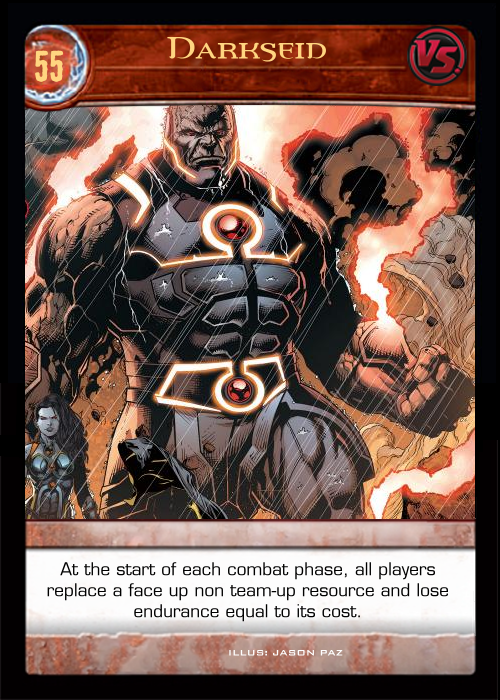 55
DARKSEID
VS.
At the start of each combat phase, all players
replace a face up non team-up resource and lose
endurance equal to its cost.
ILLUS: JASON PAZ